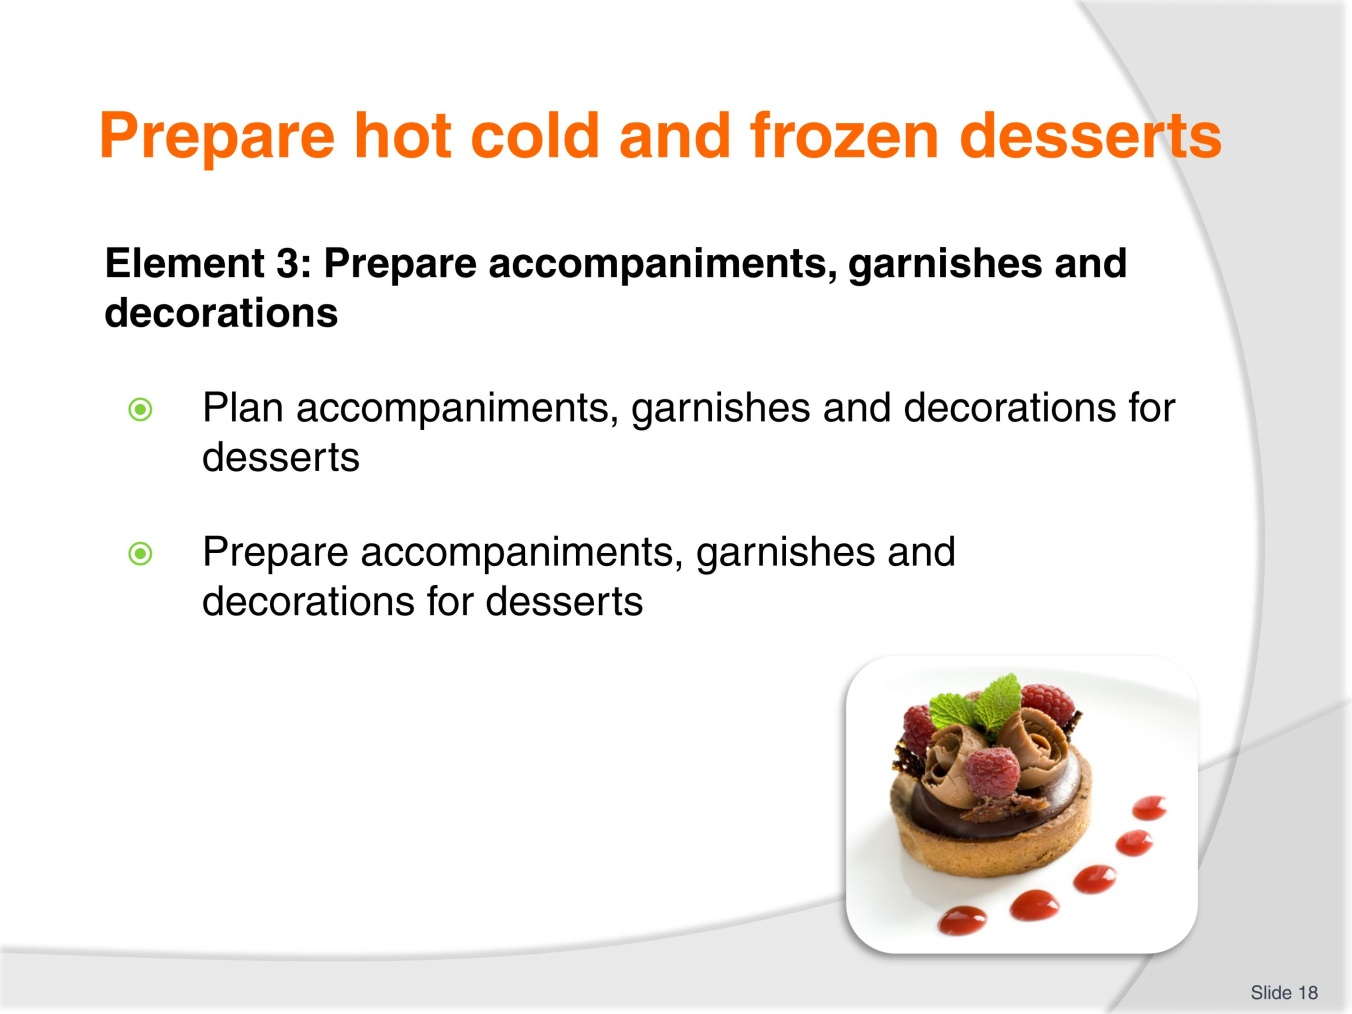 Prepare hot cold and frozen desserts
Element 3: Prepare accompaniments, garnishes and
decorations
Plan accompaniments, garnishes and decorations for
desserts
Prepare accompaniments, garnishes and
decorations for desserts
Slide 18